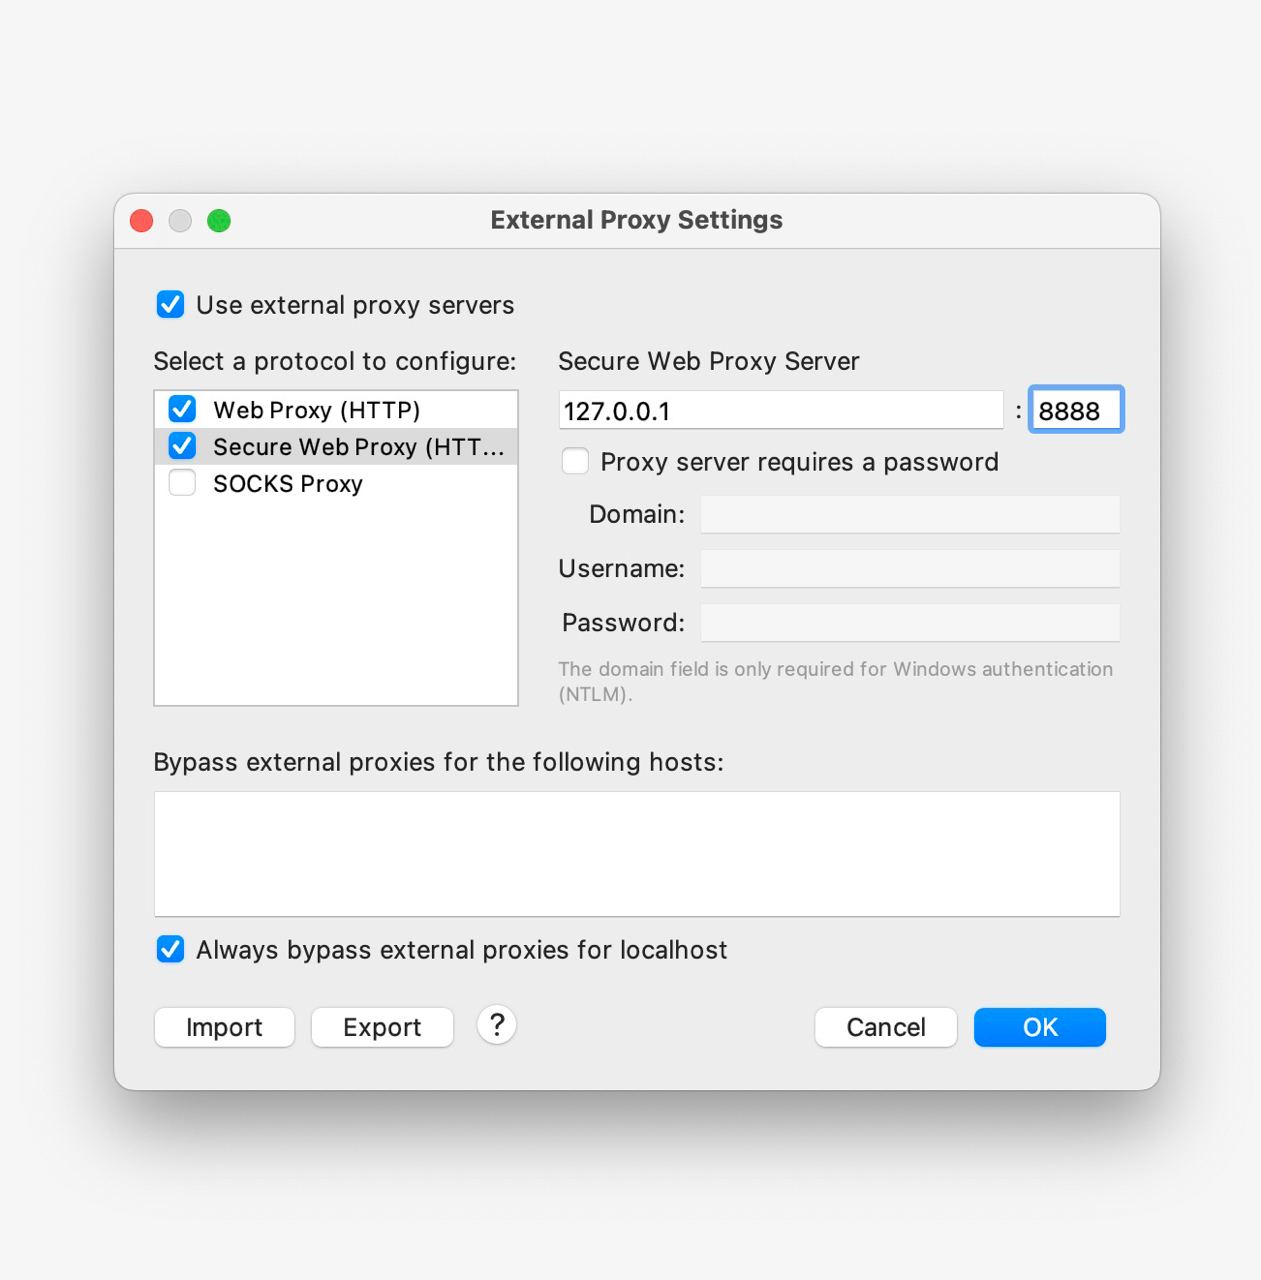 External Proxy Settings
Use external proxy servers
Select a protocol to configure:
Web Proxy (HTTP)
Secure Web Proxy (HTT...
SOCKS Proxy
Secure Web Proxy Server
127.0.0.1 : 8888
Proxy server requires a password
Domain:
Username:
Password:
The domain field is only required for Windows authentication
(NTLM).
Bypass external proxies for the following hosts:
Always bypass external proxies for localhost
Import Export ? Cancel OK